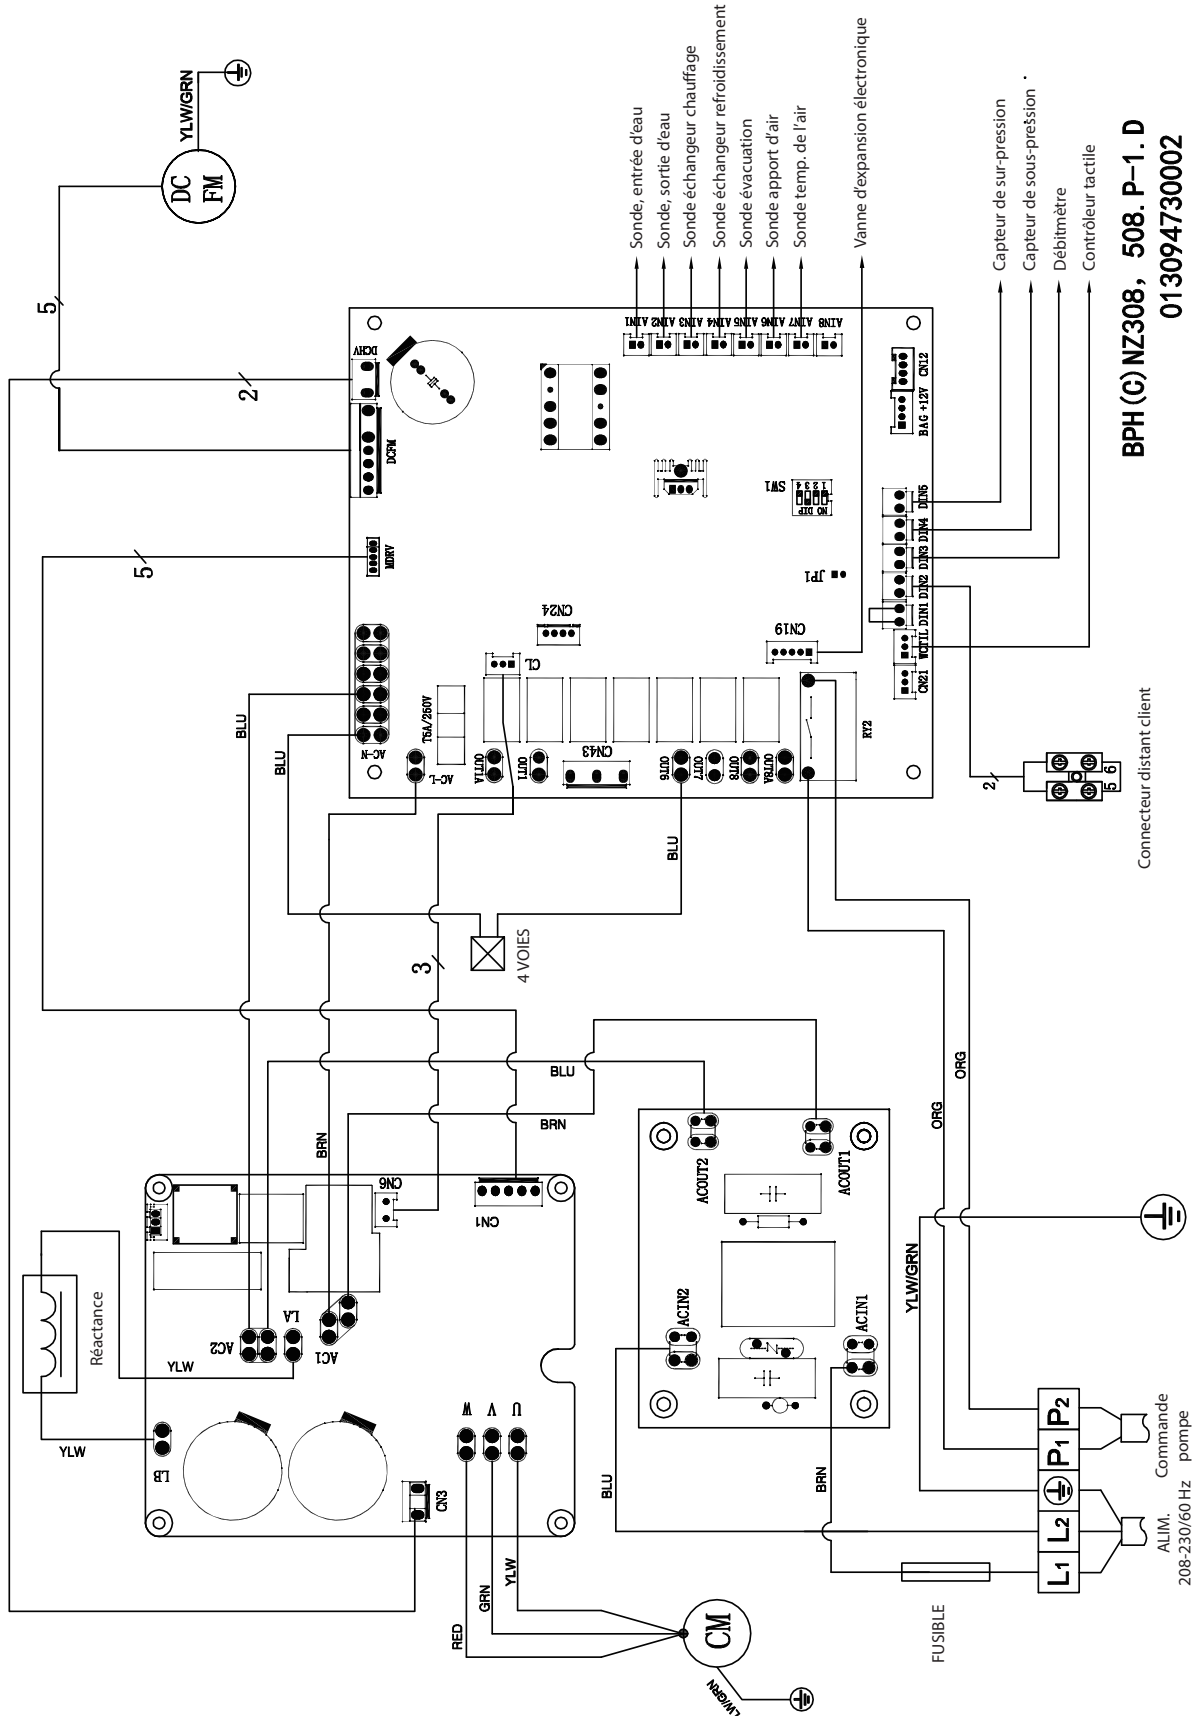 YLW/GRN
DC
FM
5
2
5
Sonde, entrée d'eau
Sonde, sortie d'eau
Sonde échangeur chauffage
Sonde échangeur refroidissement
Sonde évacuation
Sonde apport d'air
Sonde temp. de l'air
Vanne d'expansion électronique
Capteur de sur-pression
Capteur de sous-pression
Débitmètre
Contrôleur tactile
BPH(C)NZ308, 508.P-1.D
013094730002
DCHV
DCFM
MDRV
AIN1
AIN2
AIN3
AIN4
AIN5
AIN6
AIN7
AIN8
CN12
BAG +12V
SW1
1 2 3 4
NO DIP
JP1
DIN5
DIN4
DIN3
DIN2
DIN1
WCTIL
CN21
CN24
CN19
CL
T5A/250V
AC-N
AC-L
OUT1A
OUT1
CN43
OUT6
OUT7
OUT8
OUT8A
RY2
BLU
BLU
BLU
3
4 VOIES
2
5
6
Connecteur distant client
ORG
ORG
BLU
BRN
BRN
Réactance
YLW
YLW
LB
AC2
LA
AC1
CN6
CN1
CN3
W
V
U
RED
GRN
YLW
CM
ACOUT2
ACOUT1
ACIN2
ACIN1
BLU
BRN
YLW/GRN
FUSIBLE
L1
L2
P1
P2
ALIM.
208-230/60 Hz
Commande
pompe